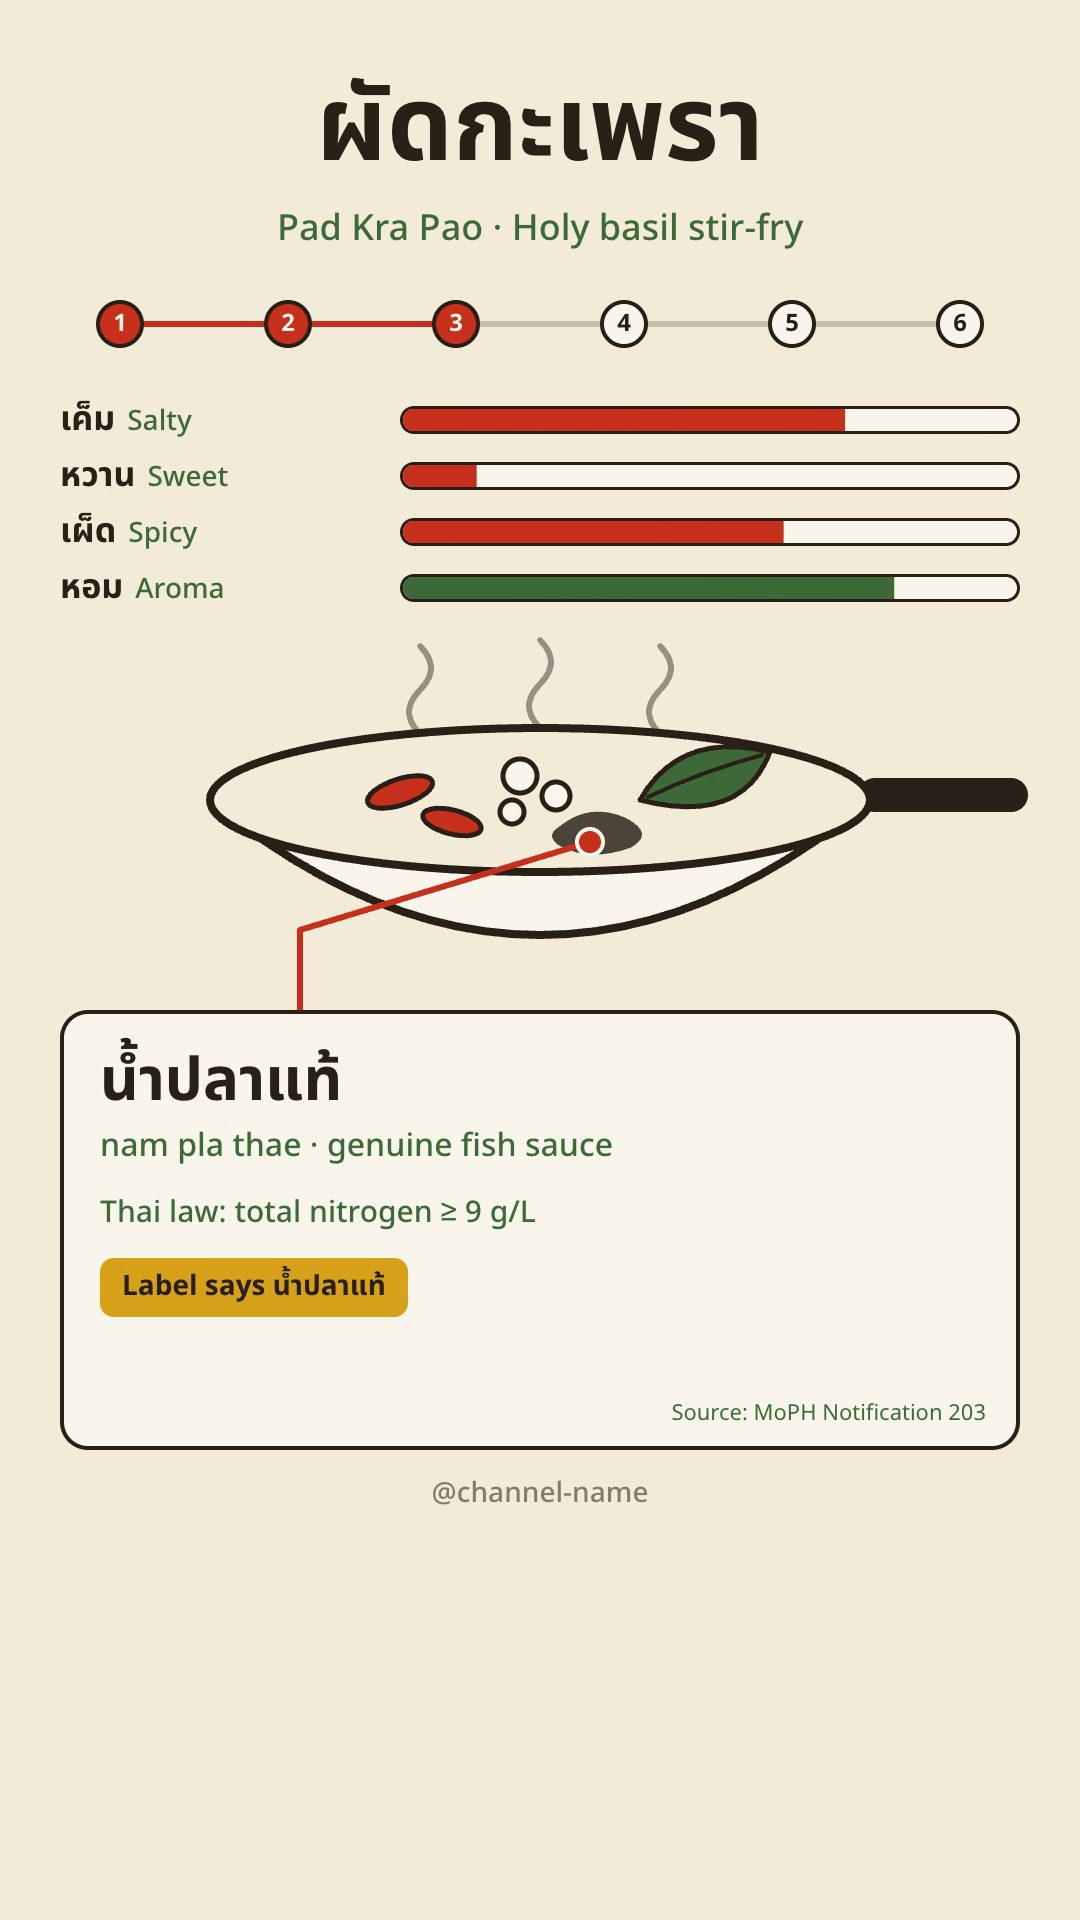 ผัดกะเพรา
Pad Kra Pao · Holy basil stir-fry
1 2 3 4 5 6
เค็ม Salty
หวาน Sweet
เผ็ด Spicy
หอม Aroma
น้ำปลาแท้
nam pla thae · genuine fish sauce
Thai law: total nitrogen ≥ 9 g/L
Label says น้ำปลาแท้
Source: MoPH Notification 203
@channel-name